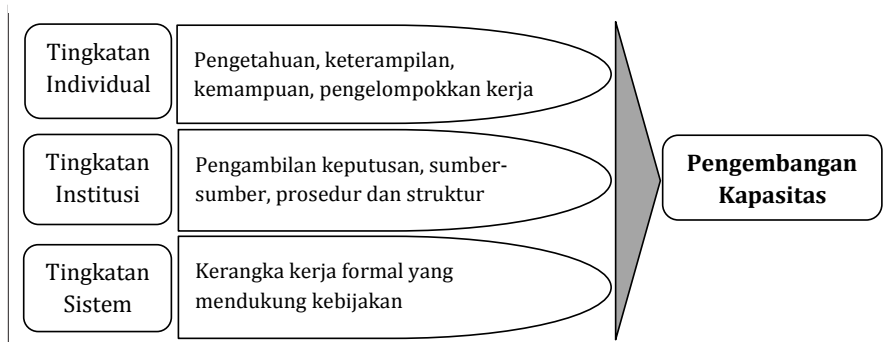 Tingkatan
Individual
Pengetahuan, keterampilan,
kemampuan, pengelompokkan kerja
Tingkatan
Institusi
Pengambilan keputusan, sumber-
sumber, prosedur dan struktur
Tingkatan
Sistem
Kerangka kerja formal yang
mendukung kebijakan
Pengembangan
Kapasitas